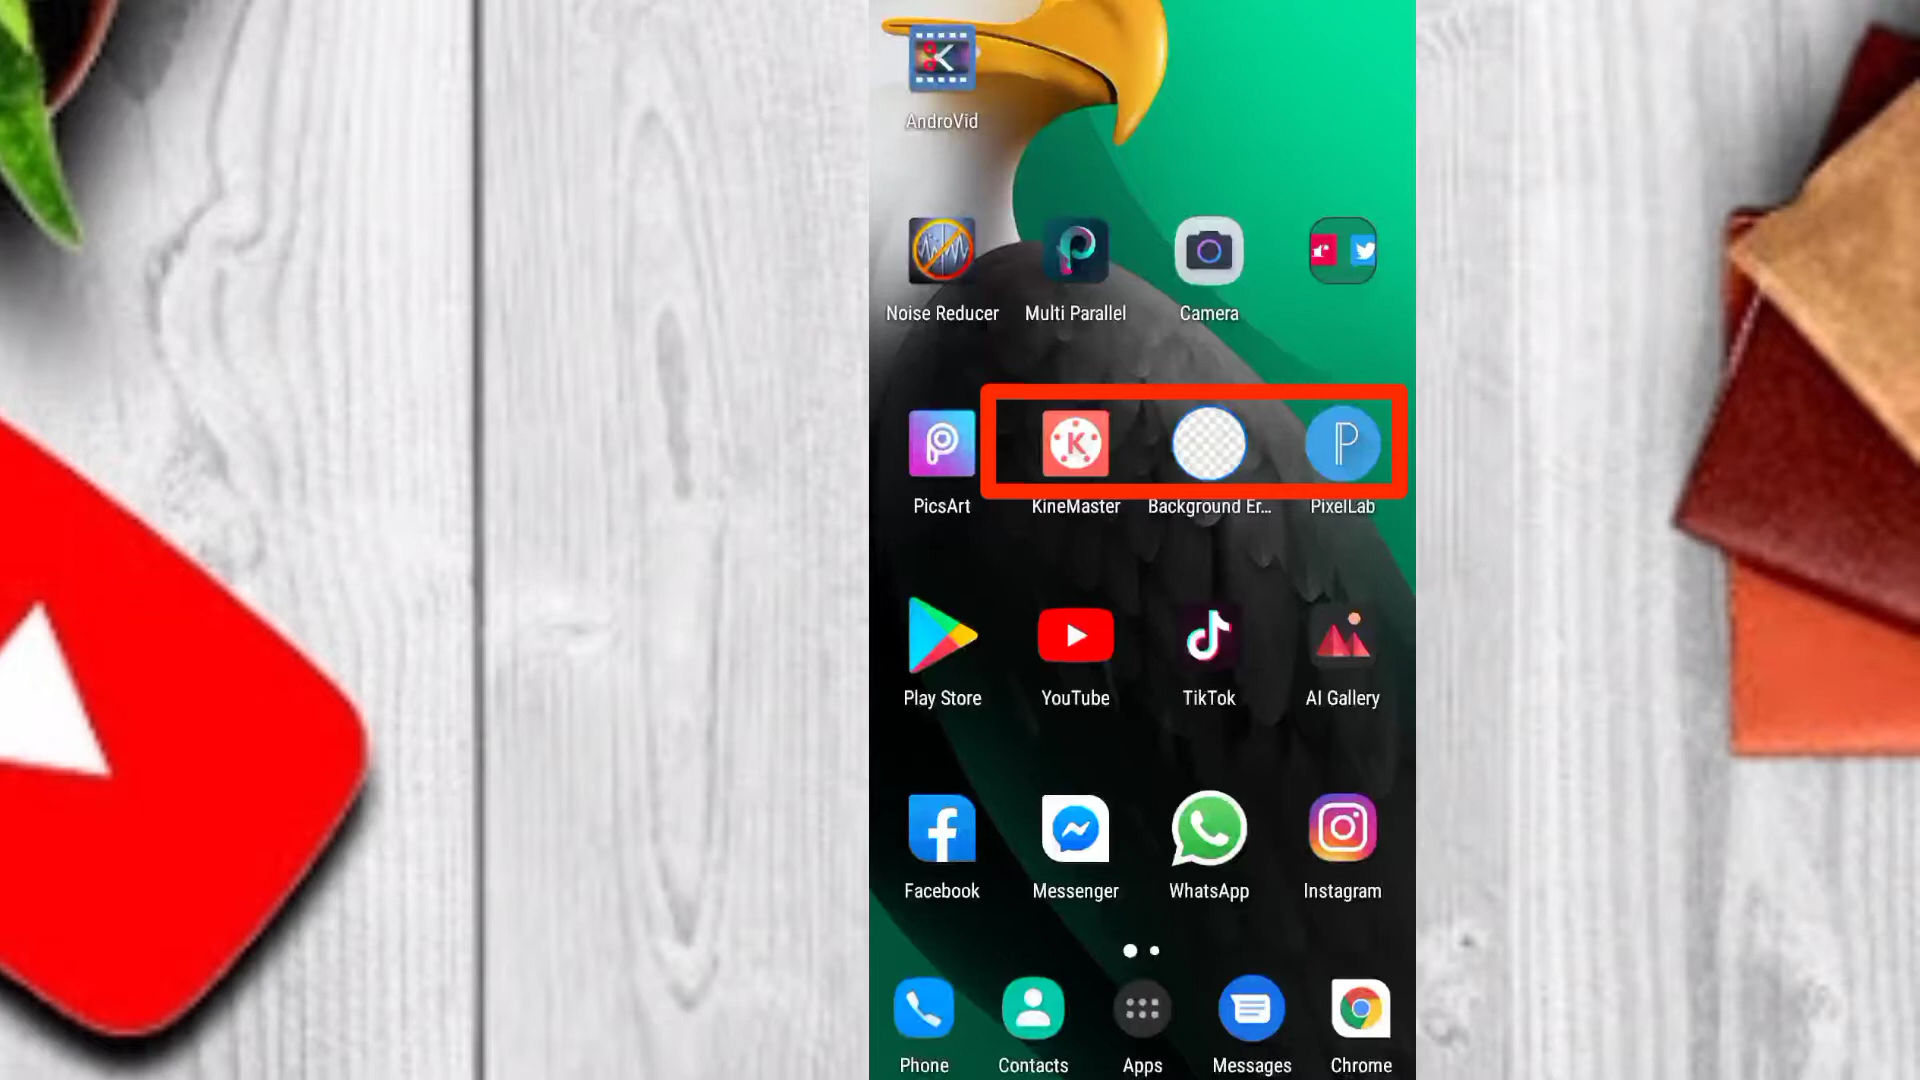 AndroVid
Noise Reducer
Multi Parallel
Camera
PicsArt
KineMaster
Background Er...
PixelLab
Play Store
YouTube
TikTok
AI Gallery
Facebook
Messenger
WhatsApp
Instagram
Phone
Contacts
Apps
Messages
Chrome